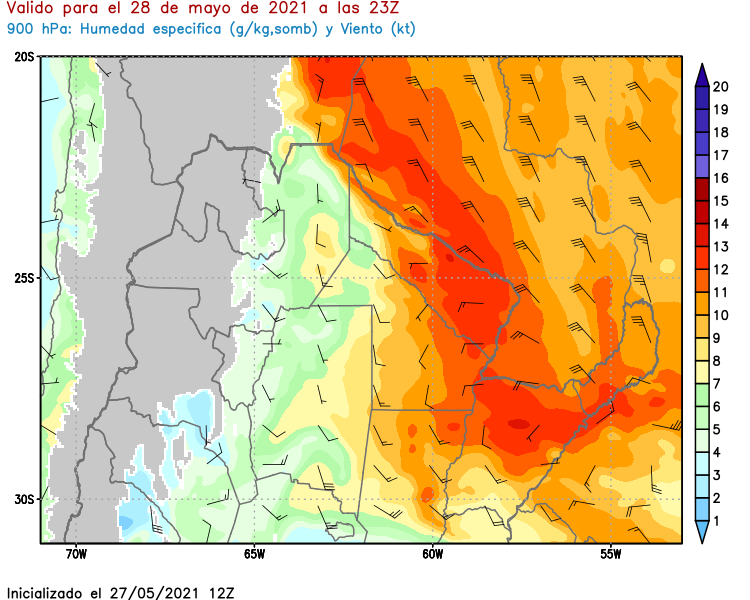 Valido para el 28 de mayo de 2021 a las 23Z
900 hPa: Humedad especifica (g/kg,somb) y Viento (kt)
20S
25S
30S
70W
65W
60W
55W
20
19
18
17
16
15
14
13
12
11
10
9
8
7
6
5
4
3
2
1
Inicializado el 27/05/2021 12Z